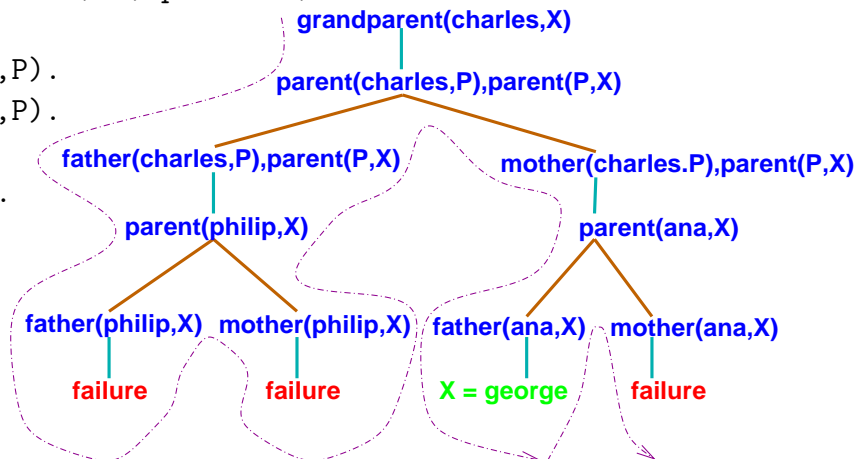 grandparent(charles,X)
,P).
parent(charles,P),parent(P,X)
,P).
father(charles,P),parent(P,X)
mother(charles.P),parent(P,X)
.
parent(philip,X)
parent(ana,X)
father(philip,X)
mother(philip,X)
father(ana,X)
mother(ana,X)
failure
failure
X = george
failure